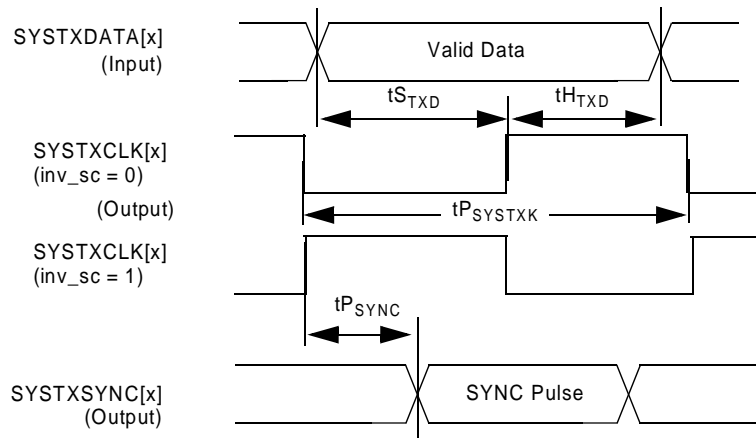 SYSTXDATA[x]
(Input)
Valid Data
tS_TXD
tH_TXD
SYSTXCLK[x]
(inv_sc = 0)
(Output)
tP_SYSTXK
SYSTXCLK[x]
(inv_sc = 1)
tP_SYNC
SYSTXSYNC[x]
(Output)
SYNC Pulse